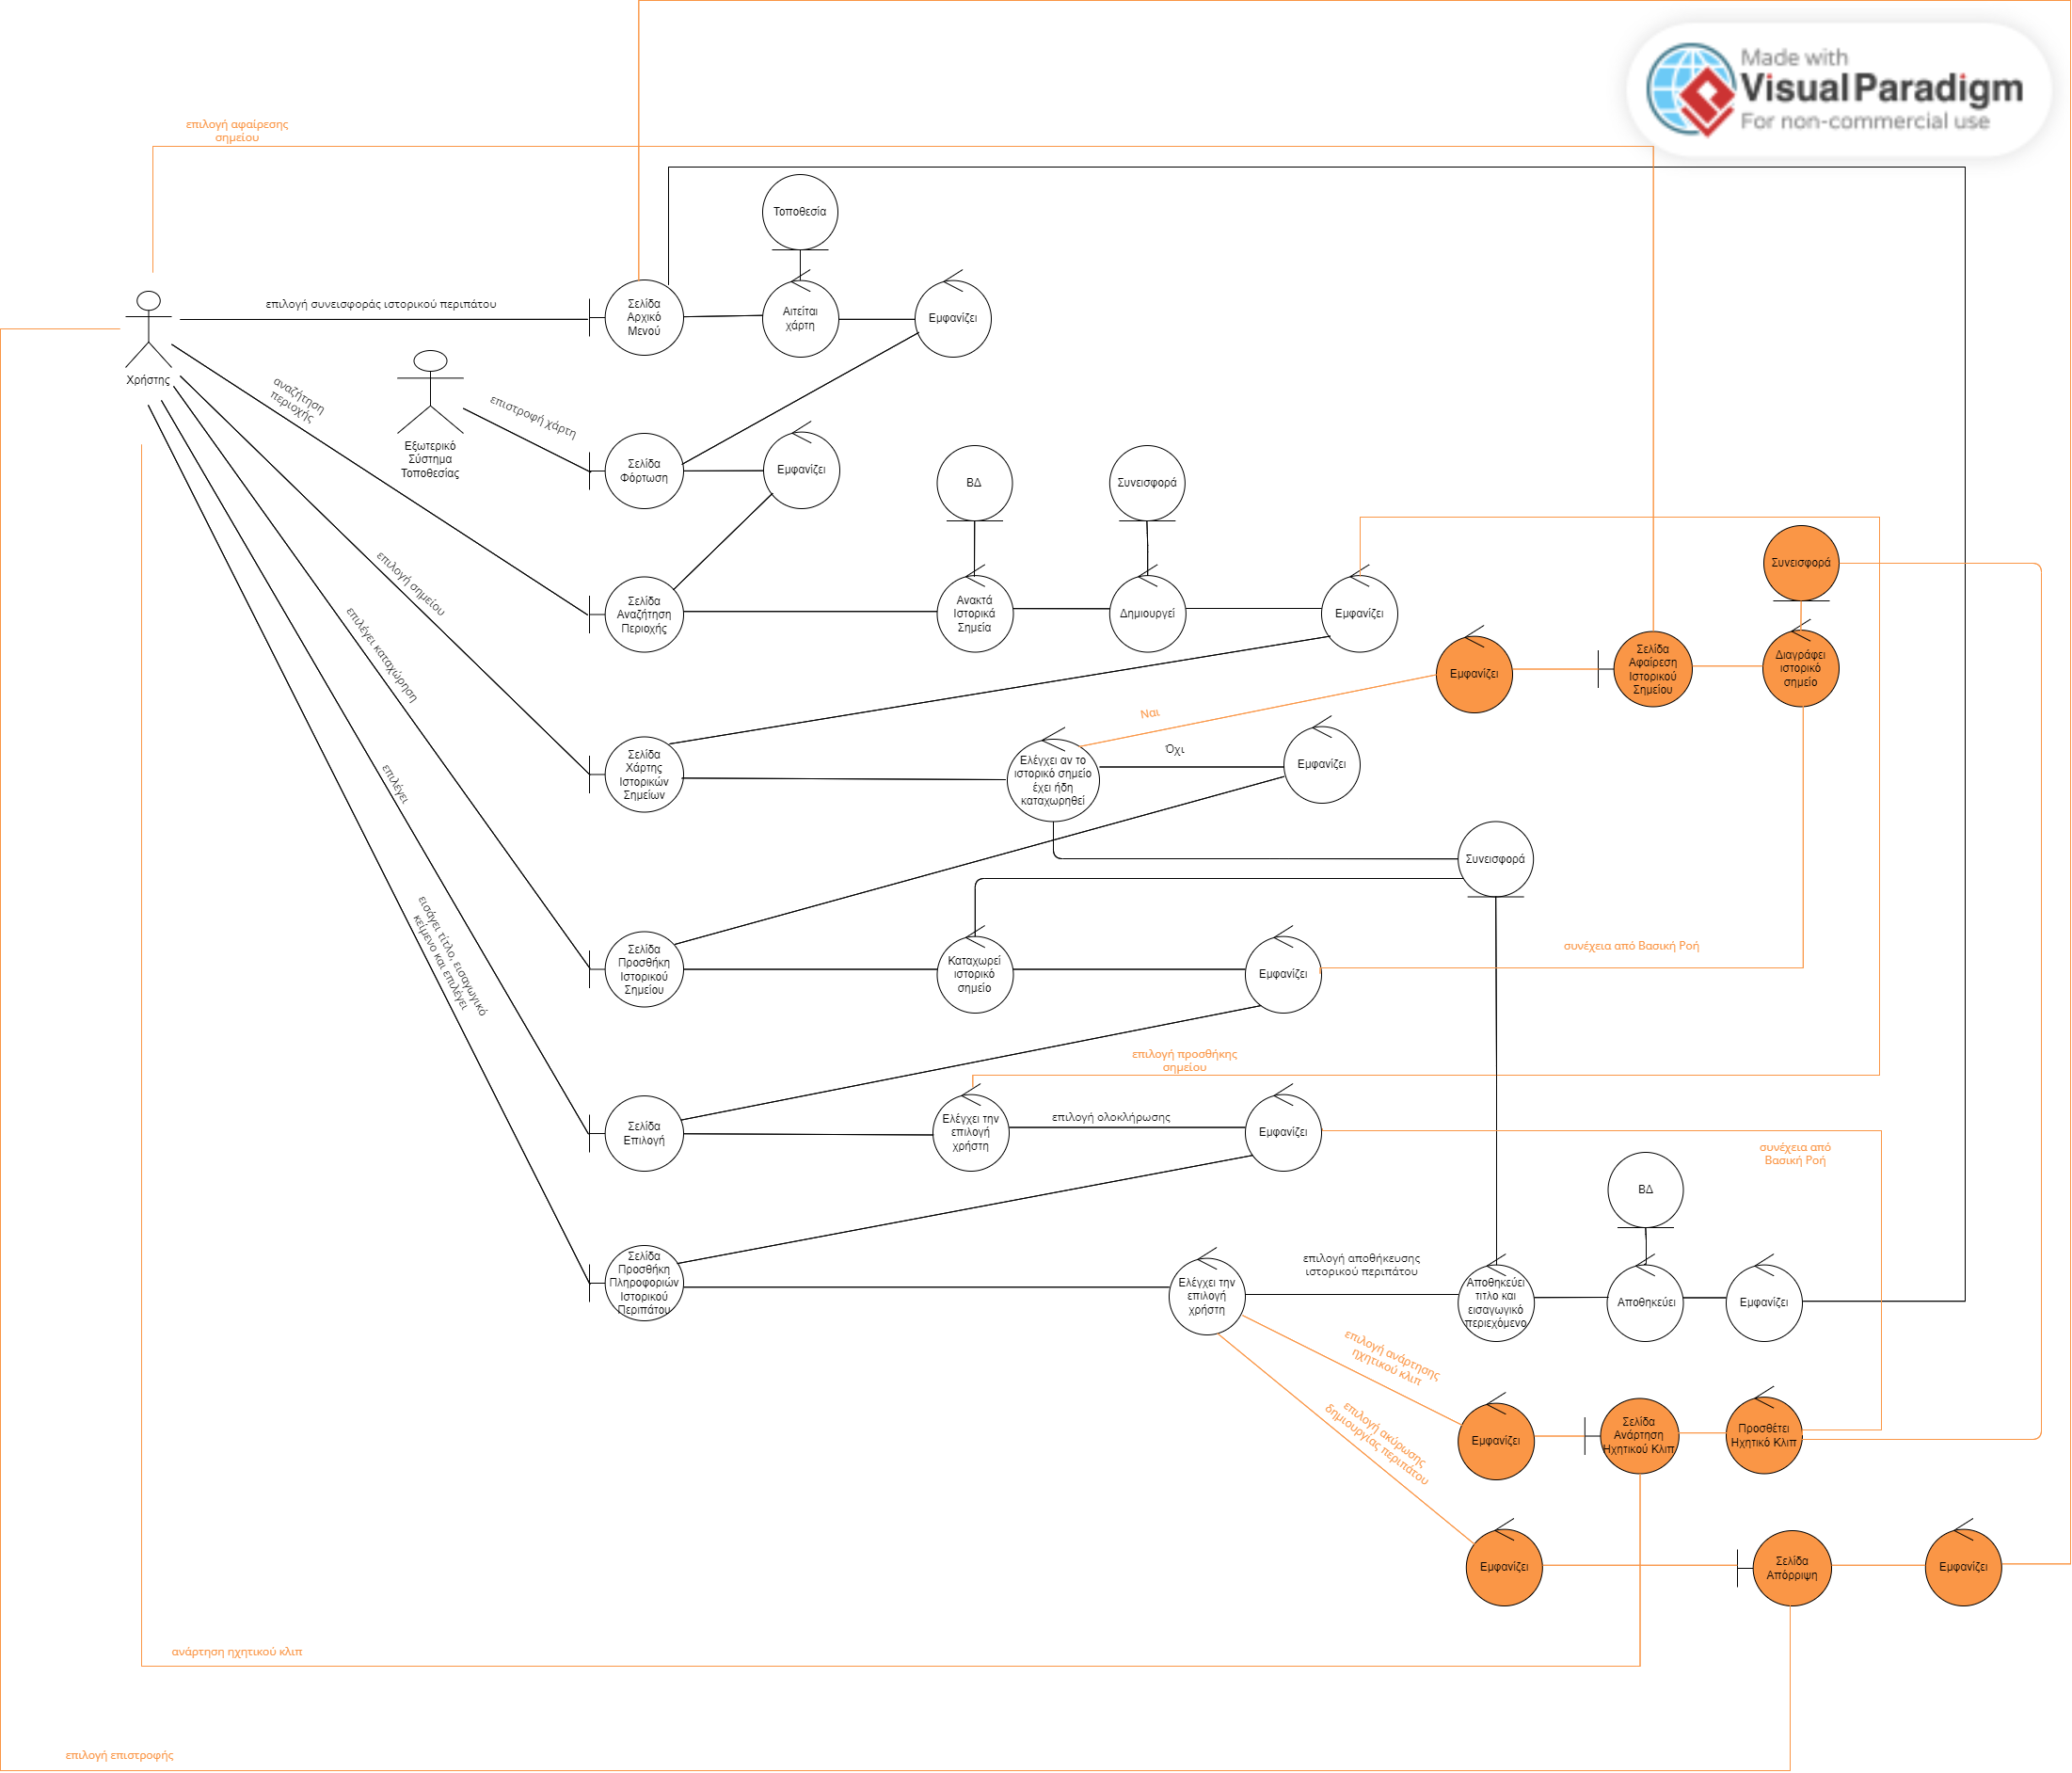 Made with
Visual Paradigm
For non-commercial use
επιλογή αφαίρεσης
σημείου
Τοποθεσία
επιλογή συνεισφοράς ιστορικού περιπάτου
Σελίδα
Αρχικό
Μενού
Αιτείται
χάρτη
Εμφανίζει
Χρήστης
αναζήτηση
περιοχής
Εξωτερικό
Σύστημα
Τοποθεσίας
επιστροφή χάρτη
Σελίδα
Φόρτωση
Εμφανίζει
ΒΔ
Συνεισφορά
επιλογή σημείου
Σελίδα
Αναζήτηση
Περιοχής
Ανακτά
Ιστορικά
Σημεία
Δημιουργεί
Εμφανίζει
Συνεισφορά
Εμφανίζει
Σελίδα
Αφαίρεση
Ιστορικού
Σημείου
Διαγράφει
ιστορικό
σημείο
επιλέγει καταχώρηση
Ναι
Σελίδα
Χάρτης
Ιστορικών
Σημείων
Ελέγχει αν το
ιστορικό σημείο
έχει ήδη
καταχωρηθεί
Όχι
Εμφανίζει
επιλέγει
Συνεισφορά
εισάγει τίτλο, εισαγωγικό
κείμενο και επιλέγει
Σελίδα
Προσθήκη
Ιστορικού
Σημείου
Καταχωρεί
ιστορικό
σημείο
Εμφανίζει
συνέχεια από Βασική Ροή
επιλογή προσθήκης
σημείου
Σελίδα
Επιλογή
Ελέγχει την
επιλογή
χρήστη
επιλογή ολοκλήρωσης
Εμφανίζει
συνέχεια από
Βασική Ροή
ΒΔ
Σελίδα
Προσθήκη
Πληροφοριών
Ιστορικού
Περιπάτου
Ελέγχει την
επιλογή
χρήστη
επιλογή αποθήκευσης
ιστορικού περιπάτου
Αποθηκεύει
τιτλο και
εισαγωγικό
περιεχόμενο
Αποθηκεύει
Εμφανίζει
επιλογή ανάρτησης
ηχητικού κλιπ
επιλογή ακύρωσης
δημιουργίας περιπάτου
Εμφανίζει
Σελίδα
Ανάρτηση
Ηχητικού Κλιπ
Προσθέτει
Ηχητικό Κλιπ
Εμφανίζει
Σελίδα
Απόρριψη
Εμφανίζει
ανάρτηση ηχητικού κλιπ
επιλογή επιστροφής